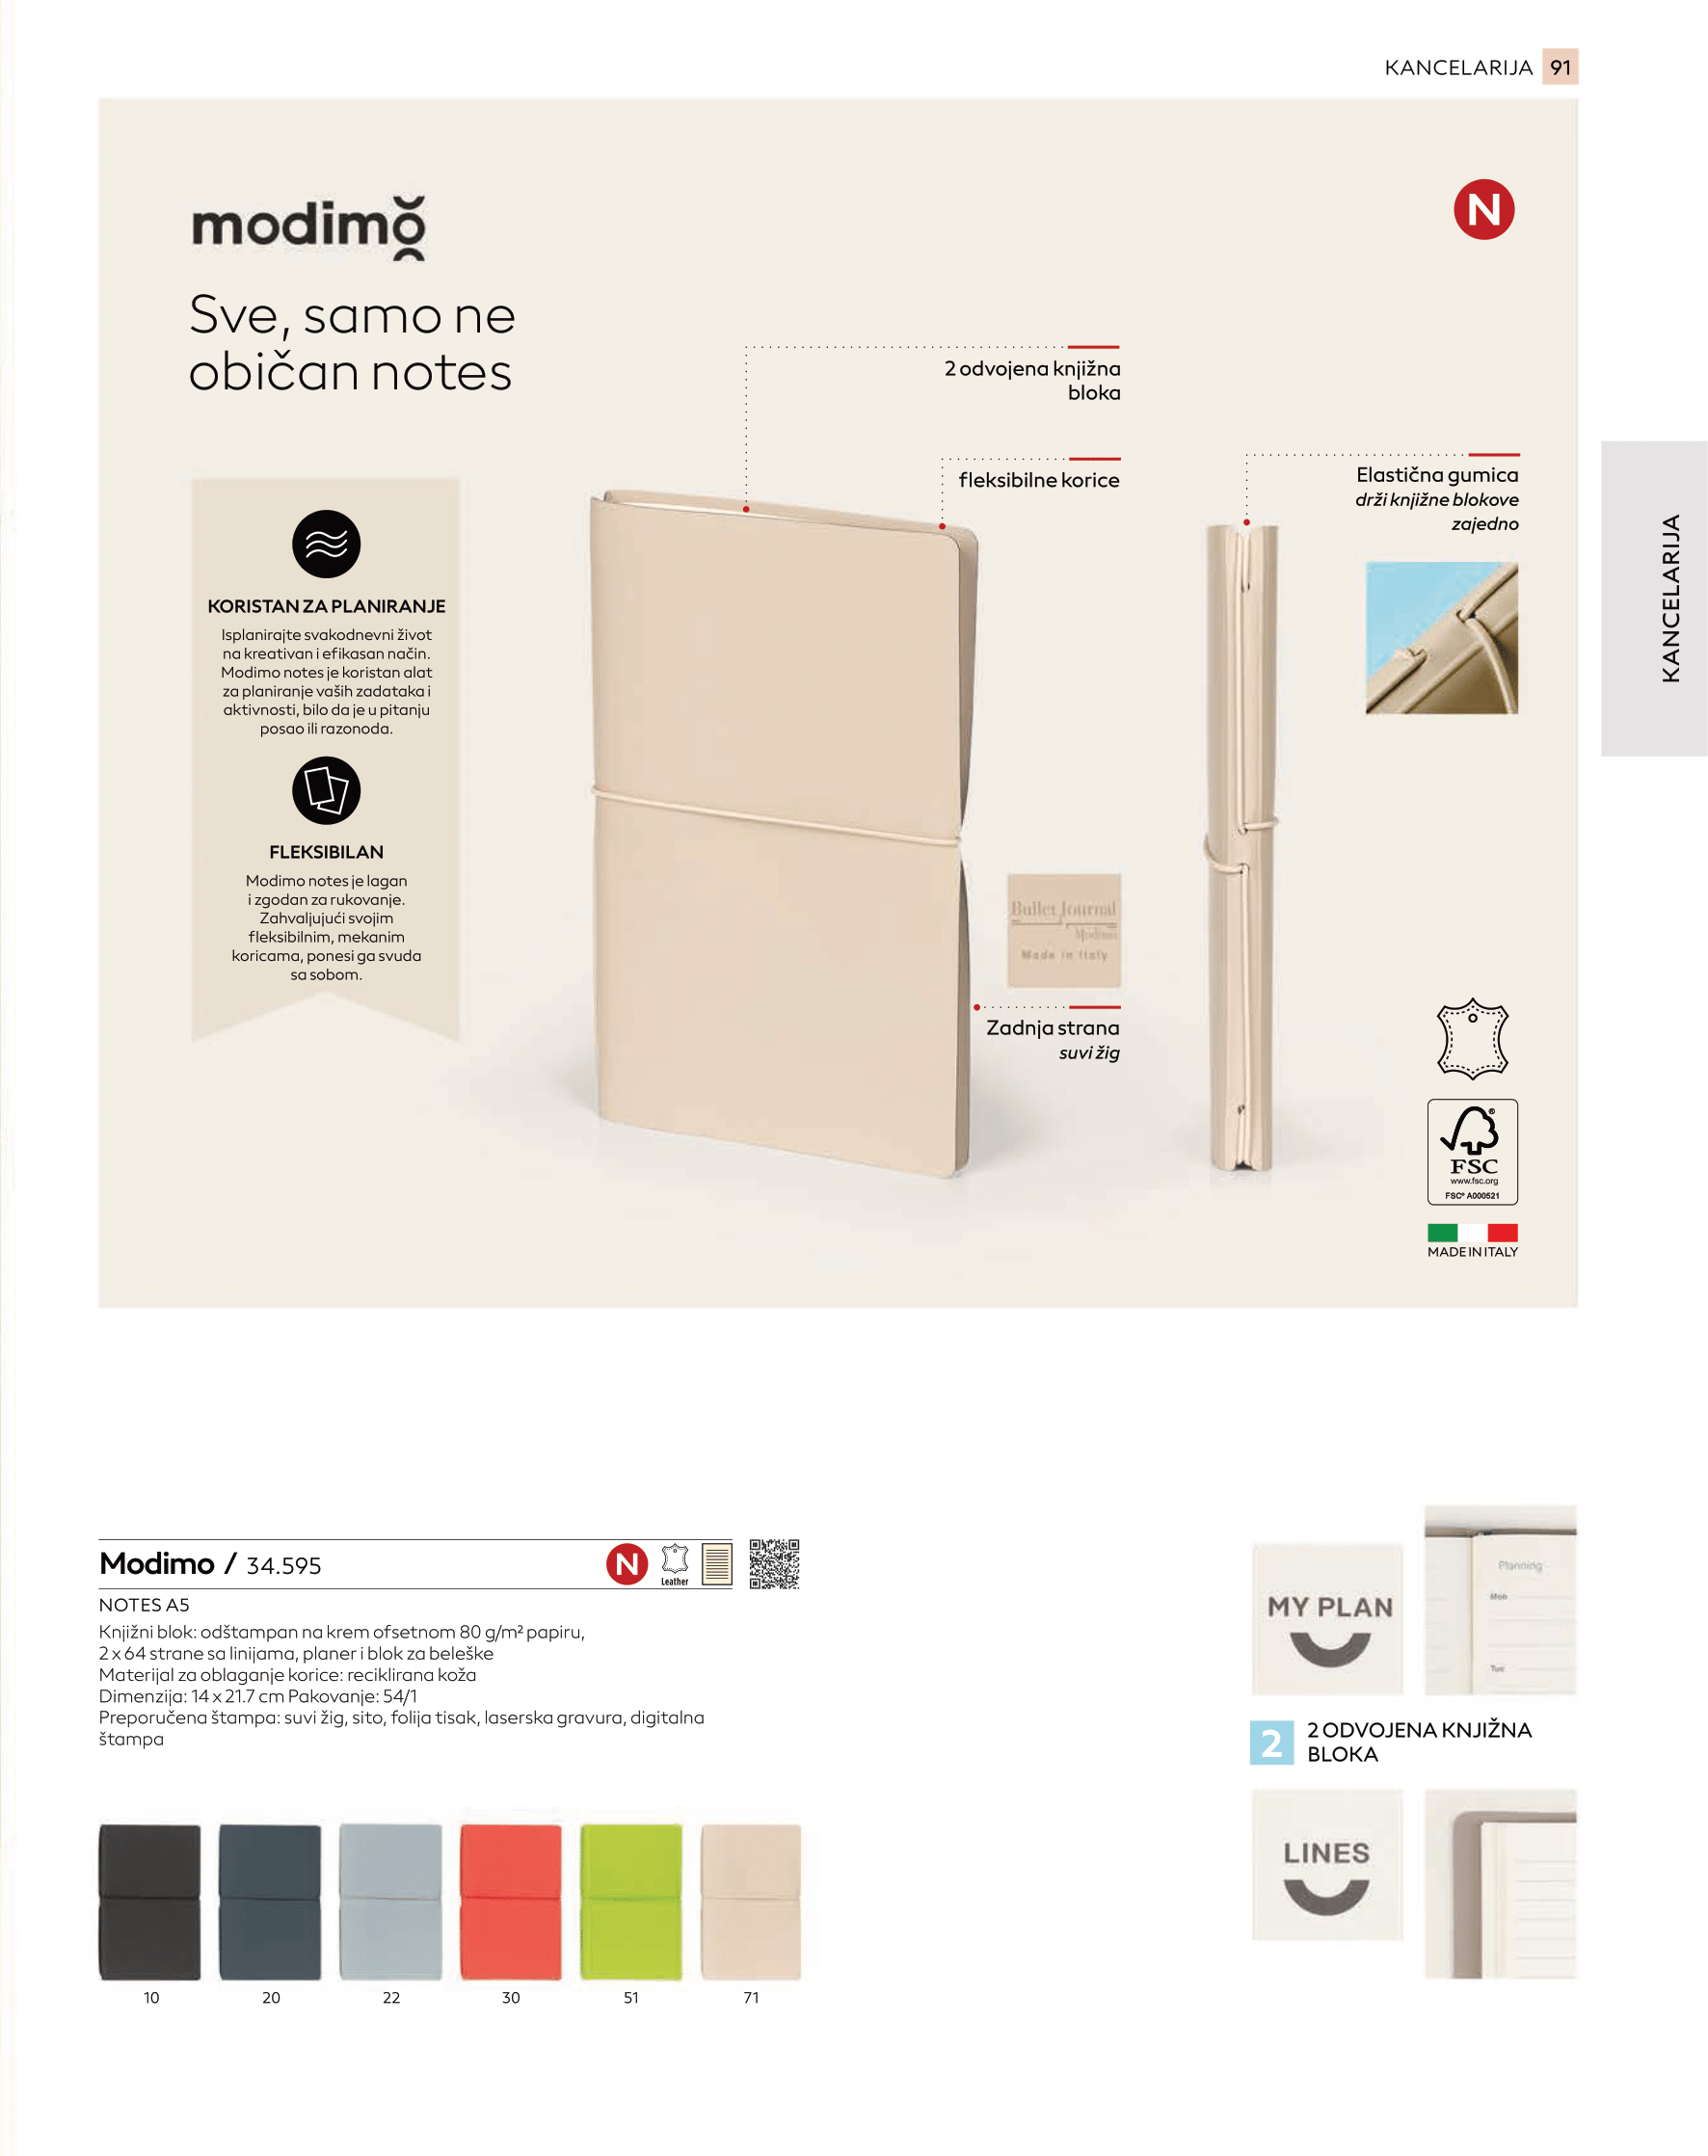 KANCELARIJA 91
modimo
N
Sve, samo ne
običan notes
2 odvojena knjižna
bloka
fleksibilne korice
Elastična gumica
drži knjižne blokove
zajedno
KANCELARIJA
KORISTAN ZA PLANIRANJE
Isplanirajte svakodnevni život
na kreativan i efikasan način.
Modimo notes je koristan alat
za planiranje vaših zadataka i
aktivnosti, bilo da je u pitanju
posao ili razonoda.
FLEKSIBILAN
Modimo notes je lagan
i zgodan za rukovanje.
Zahvaljujući svojim
fleksibilnim, mekanim
koricama, ponesi ga svuda
sa sobom.
Bullet Journal
Modimo
Made in Italy
Zadnja strana
suvi žig
FSC
www.fsc.org
FSC® A000521
MADE IN ITALY
Modimo / 34.595
N
Leather
NOTES A5
Knjižni blok: odštampan na krem ofsetnom 80 g/m² papiru,
2 x 64 strane sa linijama, planer i blok za beleške
Materijal za oblaganje korice: reciklirana koža
Dimenzija: 14 x 21.7 cm Pakovanje: 54/1
Preporučena štampa: suvi žig, sito, folija tisak, laserska gravura, digitalna
štampa
10 20 22 30 51 71
MY PLAN
Planning
Mon
Tue
2
2 ODVOJENA KNJIŽNA
BLOKA
LINES